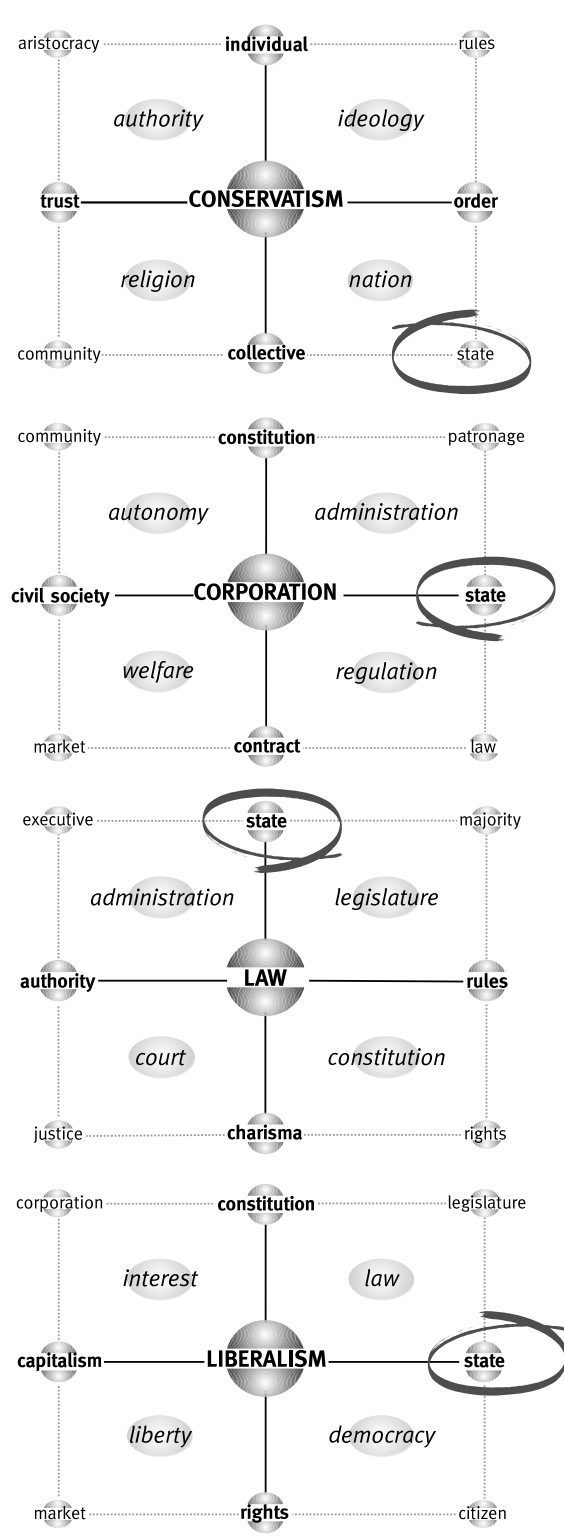 aristocracy individual rules
authority ideology
trust CONSERVATISM order
religion nation
community collective state
community constitution patronage
autonomy administration
civil society CORPORATION state
welfare regulation
market contract law
executive state majority
administration legislature
authority LAW rules
court constitution
justice charisma rights
corporation constitution legislature
interest law
capitalism LIBERALISM state
liberty democracy
market rights citizen